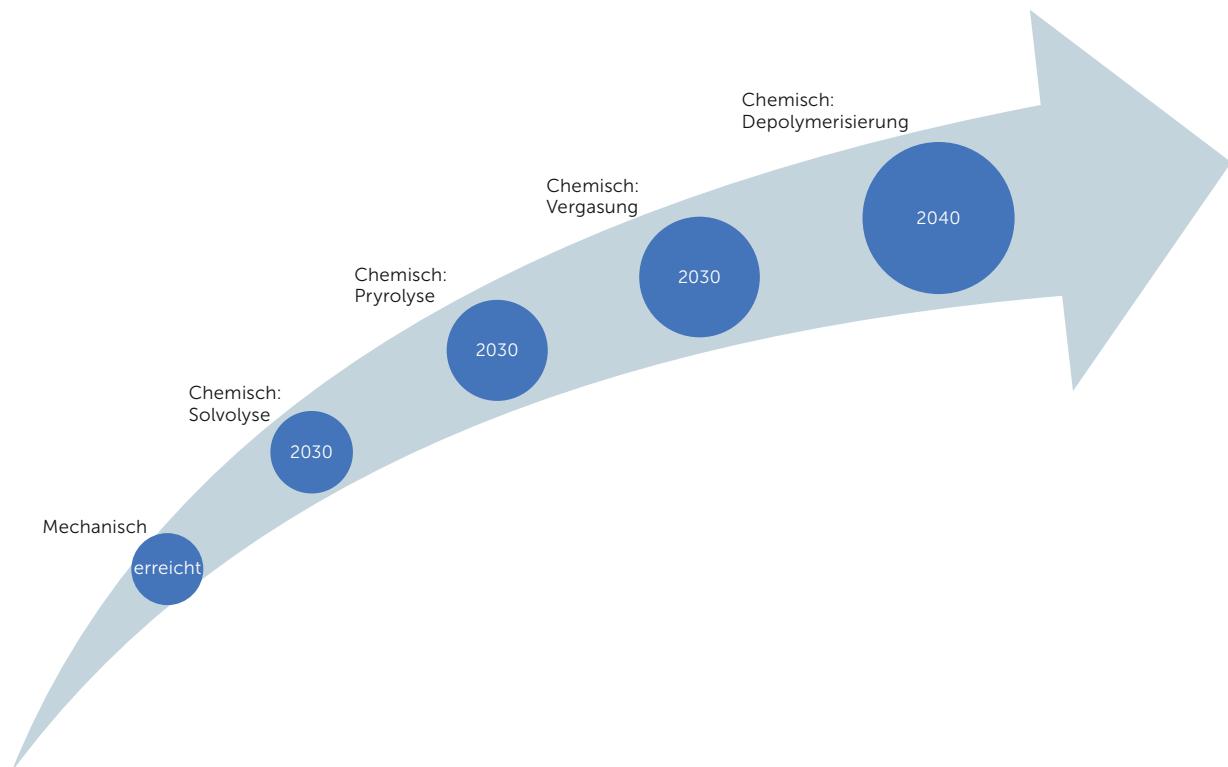 Chemisch:
Depolymerisierung
2040
Chemisch:
Vergasung
2030
Chemisch:
Pryrolyse
2030
Chemisch:
Solvolyse
2030
Mechanisch
erreicht